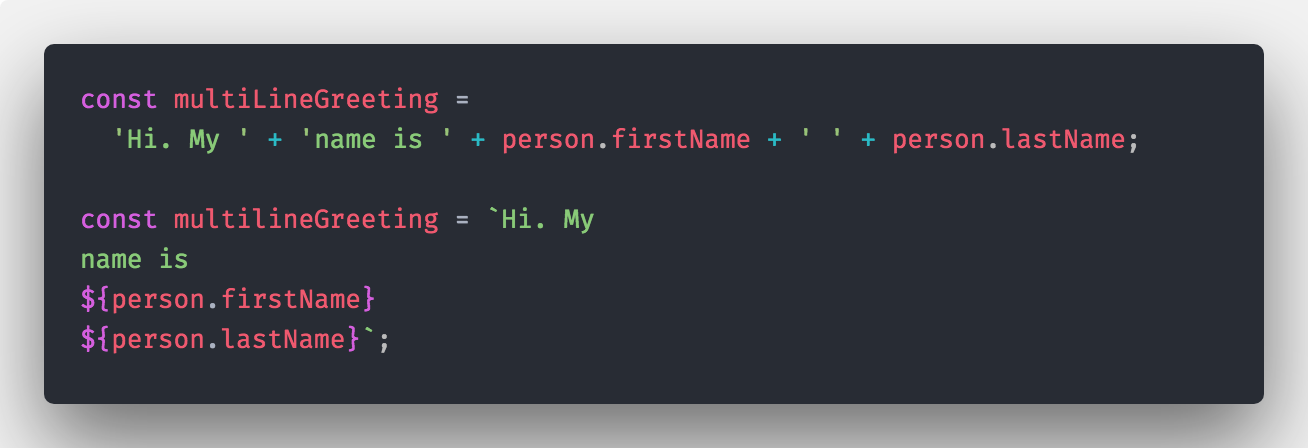 const multiLineGreeting =
  'Hi. My ' + 'name is ' + person.firstName + ' ' + person.lastName;

const multilineGreeting = `Hi. My
name is
${person.firstName}
${person.lastName}`;